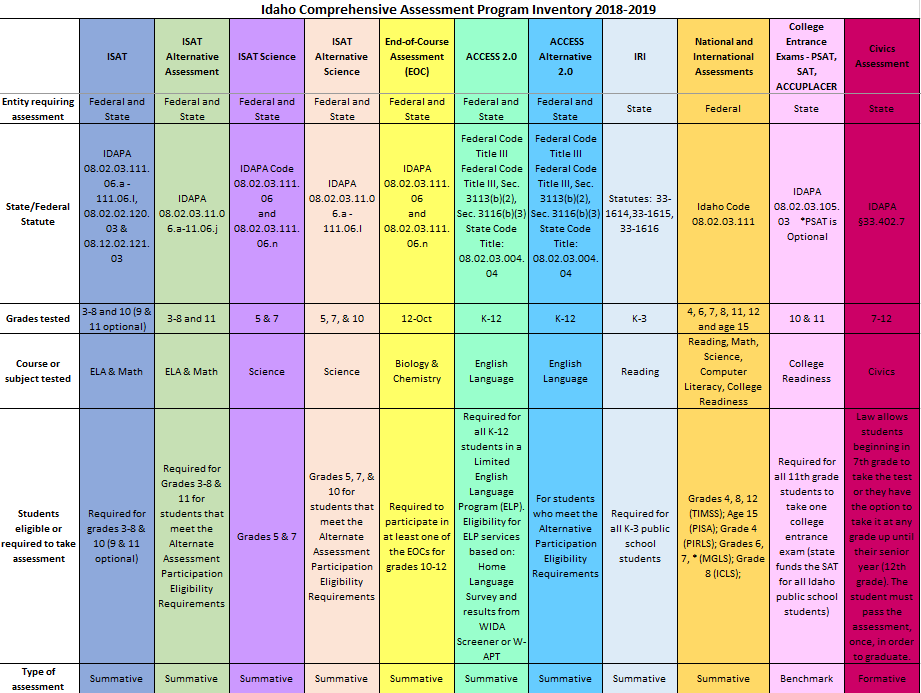 Idaho Comprehensive Assessment Program Inventory 2018-2019
ISAT
ISAT
Alternative
Assessment
ISAT Science
ISAT
Alternative
Science
End-of-Course
Assessment
(EOC)
ACCESS 2.0
ACCESS
Alternative
2.0
IRI
National and
International
Assessments
College
Entrance
Exams - PSAT,
SAT,
ACCUPLACER
Civics
Assessment
Entity requiring
assessment
Federal and
State
Federal and
State
Federal and
State
Federal and
State
Federal and
State
Federal and
State
Federal and
State
State
Federal
State
State
State/Federal
Statute
IDAPA
08.02.03.111.
06.a -
111.06.l,
08.02.02.120.
03 &
08.12.02.121.
03
IDAPA
08.02.03.11.0
6.a-11.06.j
IDAPA Code
08.02.03.111.
06
and
08.02.03.111.
06.n
IDAPA
08.02.03.11.0
6.a -
111.06.l
IDAPA
08.02.03.111.
06
and
08.02.03.111.
06.n
Federal Code
Title III
Federal Code
Title III, Sec.
3113(b)(2),
Sec. 3116(b)(3)
State Code
Title:
08.02.03.004.
04
Federal Code
Title III
Federal Code
Title III, Sec.
3113(b)(2),
Sec. 3116(b)(3)
State Code
Title:
08.02.03.004.
04
Statutes: 33-
1614,33-1615,
33-1616
Idaho Code
08.02.03.111
IDAPA
08.02.03.105.
03 *PSAT is
Optional
IDAPA
§33.402.7
Grades tested
3-8 and 10 (9 &
11 optional)
3-8 and 11
5 & 7
5, 7, & 10
12-Oct
K-12
K-12
K-3
4, 6, 7, 8, 11, 12
and age 15
10 & 11
7-12
Course or
subject tested
ELA & Math
ELA & Math
Science
Science
Biology &
Chemistry
English
Language
English
Language
Reading
Reading, Math,
Science,
Computer
Literacy, College
Readiness
College
Readiness
Civics
Students
eligible or
required to take
assessment
Required for
grades 3-8 &
10 (9 & 11
optional)
Required for
Grades 3-8 &
11 for
students that
meet the
Alternate
Assessment
Participation
Eligibility
Requirements
Grades 5 & 7
Grades 5, 7, &
10 for
students that
meet the
Alternate
Assessment
Participation
Eligibility
Requirements
Required to
participate in
at least one of
the EOCs for
grades 10-12
Required for
all K-12
students in a
Limited
English
Language
Program (ELP).
Eligibility for
ELP services
based on:
Home
Language
Survey and
results from
WIDA
Screener or W-
APT
For students
who meet the
Alternative
Participation
Eligibility
Requirements
Required for
all K-3 public
school
students
Grades 4, 8, 12
(TIMSS); Age 15
(PISA); Grade 4
(PIRLS); Grades 6,
7, * (MGLS); Grade
8 (ICLS);
Required for
all 11th grade
students to
take one
college
entrance
exam (state
funds the SAT
for all Idaho
public school
students)
Law allows
students
beginning in
7th grade to
take the test
or they have
the option to
take it at any
grade up until
their senior
year (12th
grade). The
student must
pass the
assessment,
once, in order
to graduate.
Type of
assessment
Summative
Summative
Summative
Summative
Summative
Summative
Summative
Summative
Summative
Benchmark
Formative